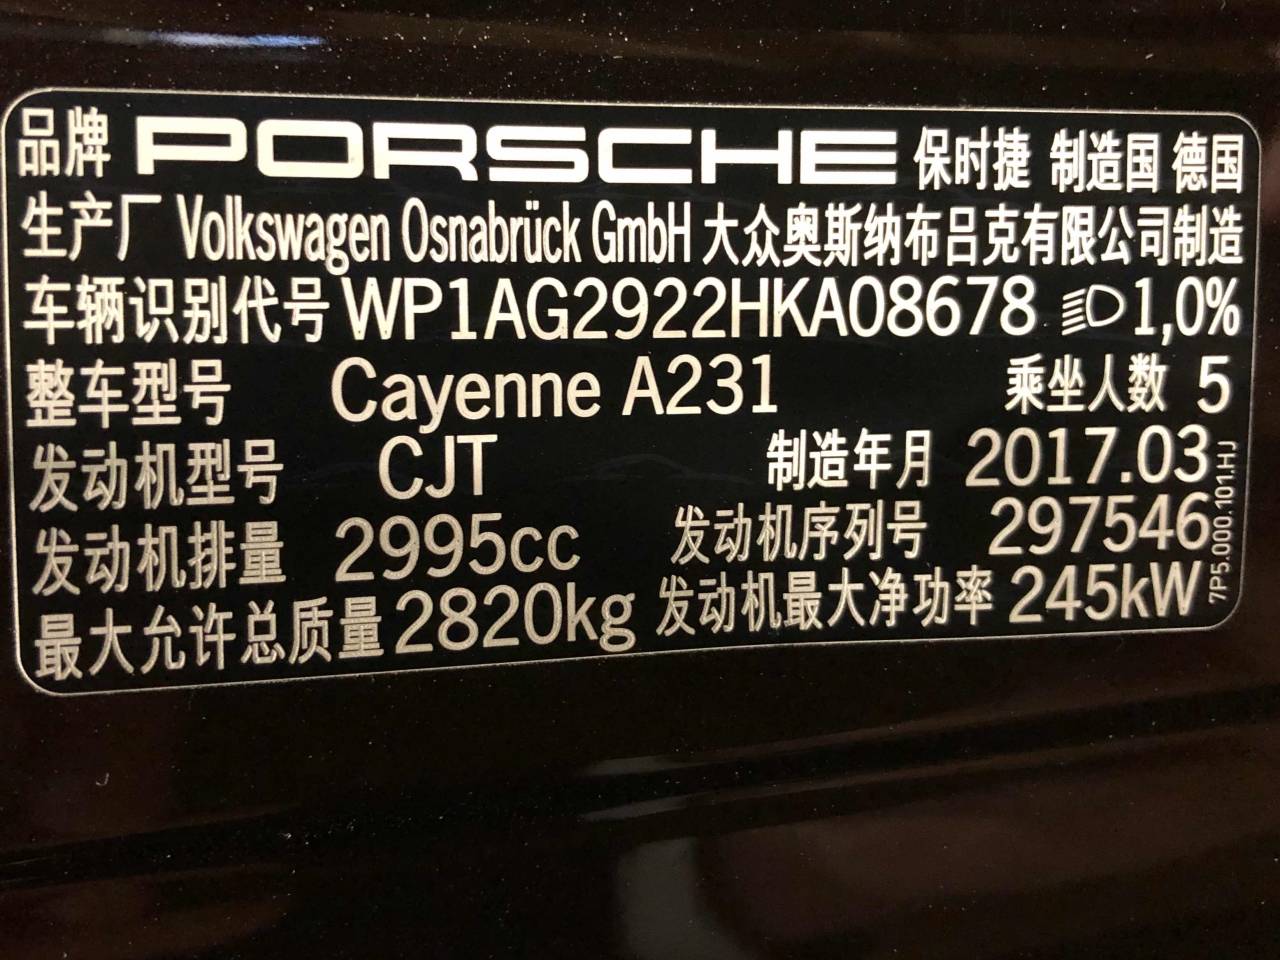 品牌 PORSCHE 保时捷 制造国 德国
生产厂 Volkswagen Osnabrück GmbH 大众奥斯纳布吕克有限公司制造
车辆识别代号 WP1AG2922HKA08678 1,0%
整车型号 Cayenne A231 乘坐人数 5
发动机型号 CJT 制造年月 2017.03
发动机排量 2995cc 发动机序列号 297546
最大允许总质量 2820kg 发动机最大净功率 245kW
7P5.000.101.HJ